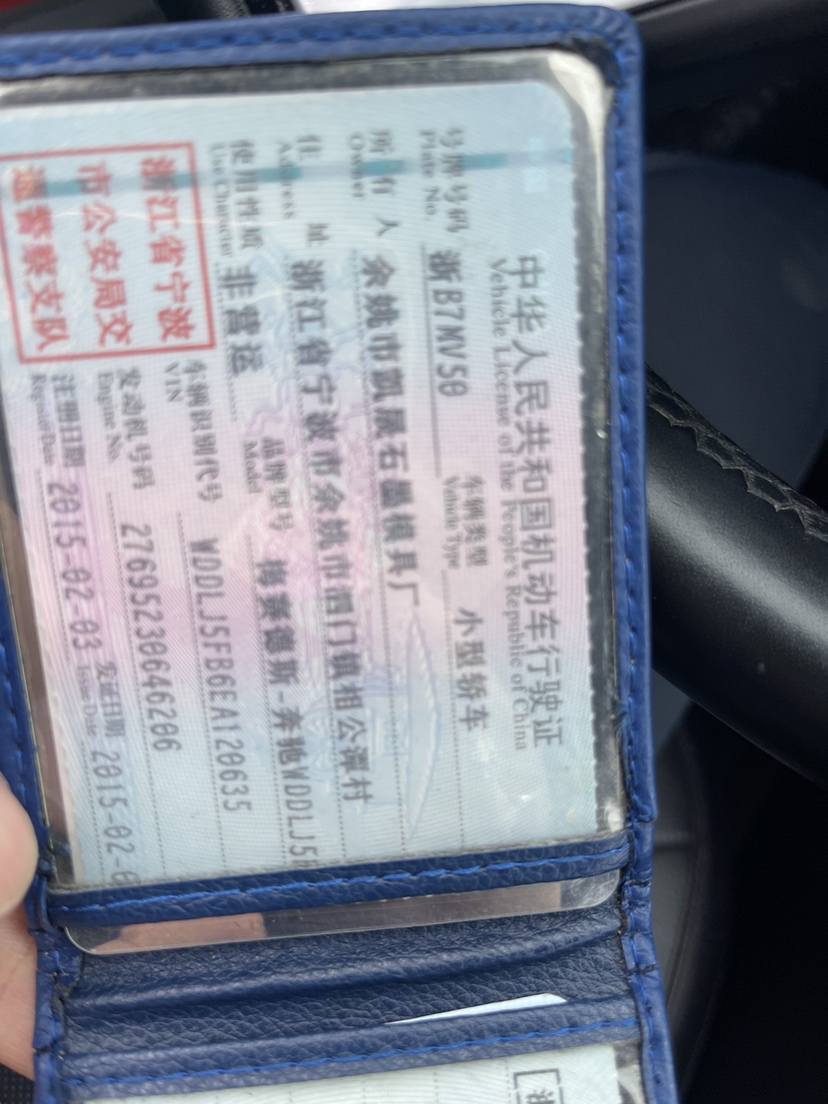 中华人民共和国机动车行驶证
Vehicle License of the People's Republic of China
号牌号码 浙B7MV50 车辆类型 小型轿车
Plate No. Vehicle Type
所有人 余姚市凯晟石墨模具厂
Owner
住址 浙江省宁波市余姚市泗门镇相公潭村
Address
使用性质 非营运 品牌型号 梅赛德斯-奔驰WDDLJ5
Use Character Model
浙江省宁波
市公安局交
通警察支队
车辆识别代号 WDDLJ5FB6EA120635
VIN
发动机号码 27695230646206
Engine No.
注册日期 2015-02-03 发证日期 2015-02-0
Register Date Issue Date